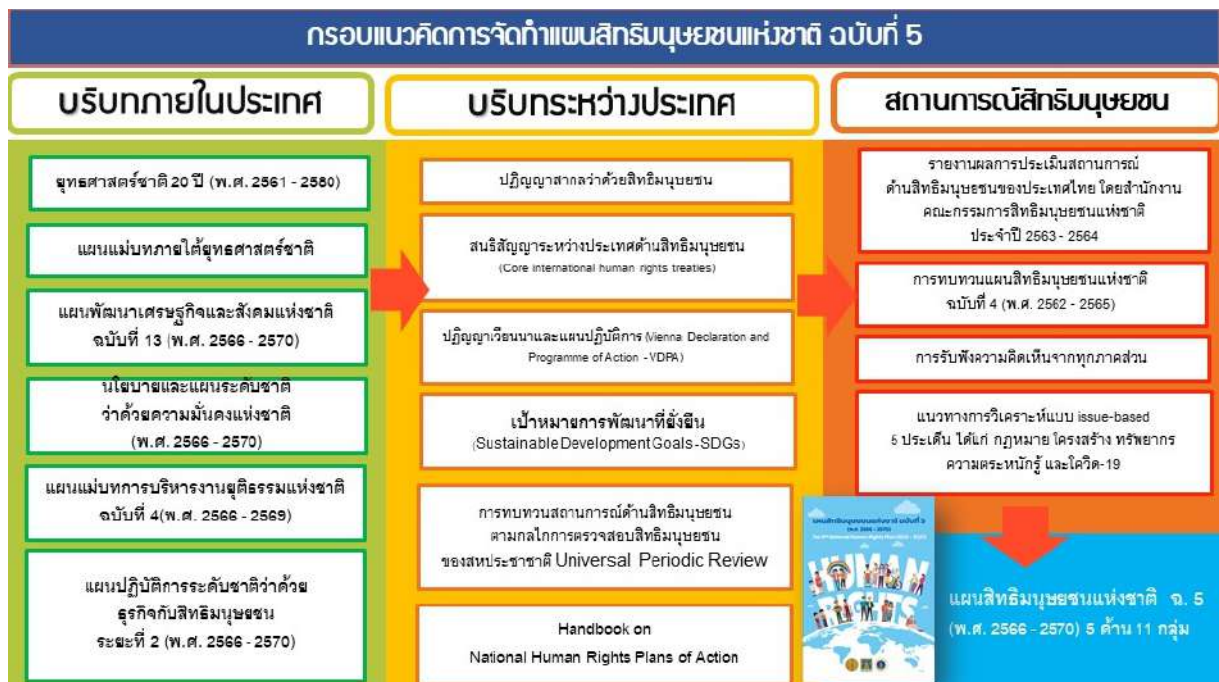 กรอบแนวคิดการจัดทำแผนสิทธิมนุษยชนแห่งชาติ ฉบับที่ 5
บริบทภายในประเทศ
ยุทธศาสตร์ชาติ 20 ปี (พ.ศ. 2561 - 2580)
แผนแม่บทภายใต้ยุทธศาสตร์ชาติ
แผนพัฒนาเศรษฐกิจและสังคมแห่งชาติ
ฉบับที่ 13 (พ.ศ. 2566 - 2570)
นโยบายและแผนระดับชาติ
ว่าด้วยความมั่นคงแห่งชาติ
(พ.ศ. 2566 - 2570)
แผนแม่บทการบริหารงานยุติธรรมแห่งชาติ
ฉบับที่ 4(พ.ศ. 2566 - 2569)
แผนปฏิบัติการระดับชาติว่าด้วย
ธุรกิจกับสิทธิมนุษยชน
ระยะที่ 2 (พ.ศ. 2566 - 2570)
บริบทระหว่างประเทศ
ปฏิญญาสากลว่าด้วยสิทธิมนุษยชน
สนธิสัญญาระหว่างประเทศด้านสิทธิมนุษยชน
(Core international human rights treaties)
ปฏิญญาเวียนนาและแผนปฏิบัติการ (Vienna Declaration and
Programme of Action - VDPA)
เป้าหมายการพัฒนาที่ยั่งยืน
(Sustainable Development Goals-SDGs)
การทบทวนสถานการณ์ด้านสิทธิมนุษยชน
ตามกลไกการตรวจสอบสิทธิมนุษยชน
ของสหประชาชาติ Universal Periodic Review
Handbook on
National Human Rights Plans of Action
สถานการณ์สิทธิมนุษยชน
รายงานผลการประเมินสถานการณ์
ด้านสิทธิมนุษยชนของประเทศไทย โดยสำนักงาน
คณะกรรมการสิทธิมนุษยชนแห่งชาติ
ประจำปี 2563 - 2564
การทบทวนแผนสิทธิมนุษยชนแห่งชาติ
ฉบับที่ 4 (พ.ศ. 2562 - 2565)
การรับฟังความคิดเห็นจากทุกภาคส่วน
แนวทางการวิเคราะห์แบบ issue-based
5 ประเด็น ได้แก่ กฎหมาย โครงสร้าง ทรัพยากร
ความตระหนักรู้ และโควิด-19
แผนสิทธิมนุษยชนแห่งชาติ ฉบับที่ 5
(พ.ศ. 2566 - 2570)
HUMAN
RIGHTS
แผนสิทธิมนุษยชนแห่งชาติ ฉ. 5
(พ.ศ. 2566 - 2570) 5 ด้าน 11 กลุ่ม